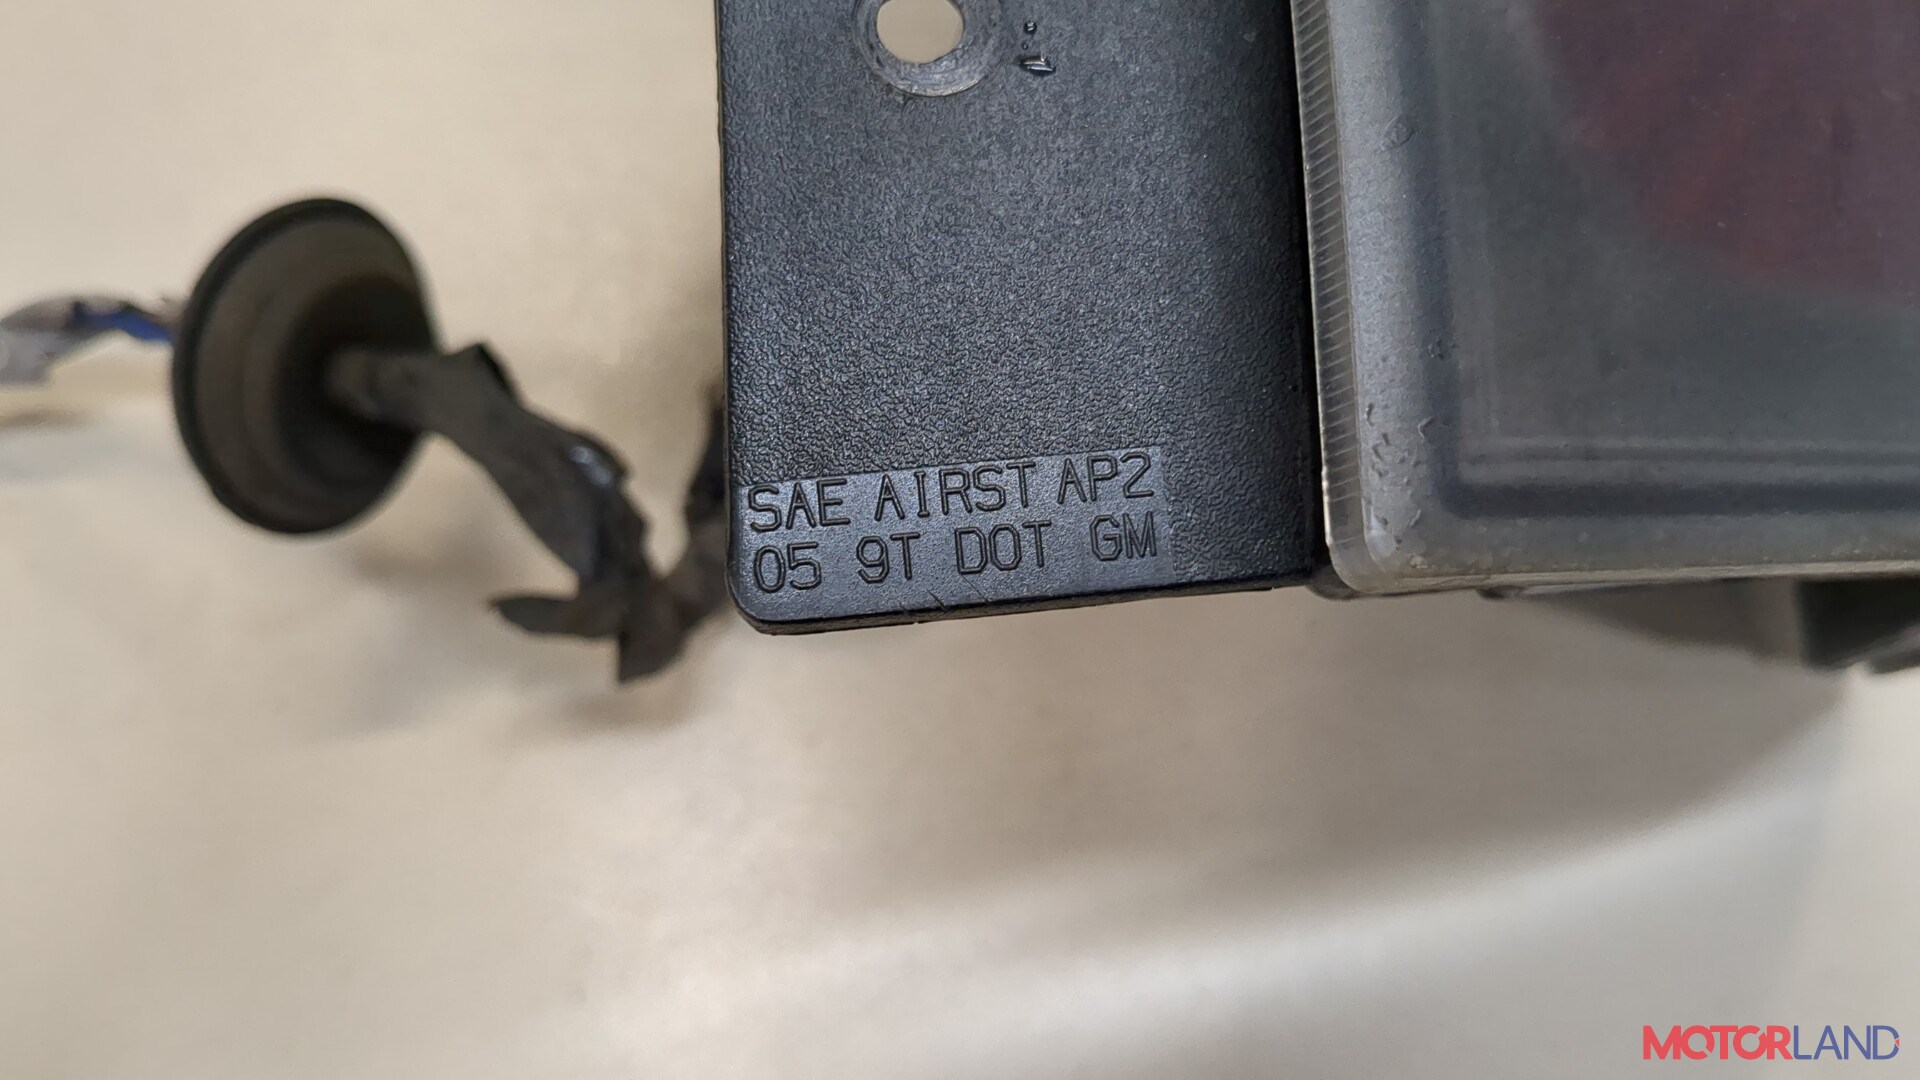 SAE AIRST AP2
05 9T DOT GM
MOTORLAND